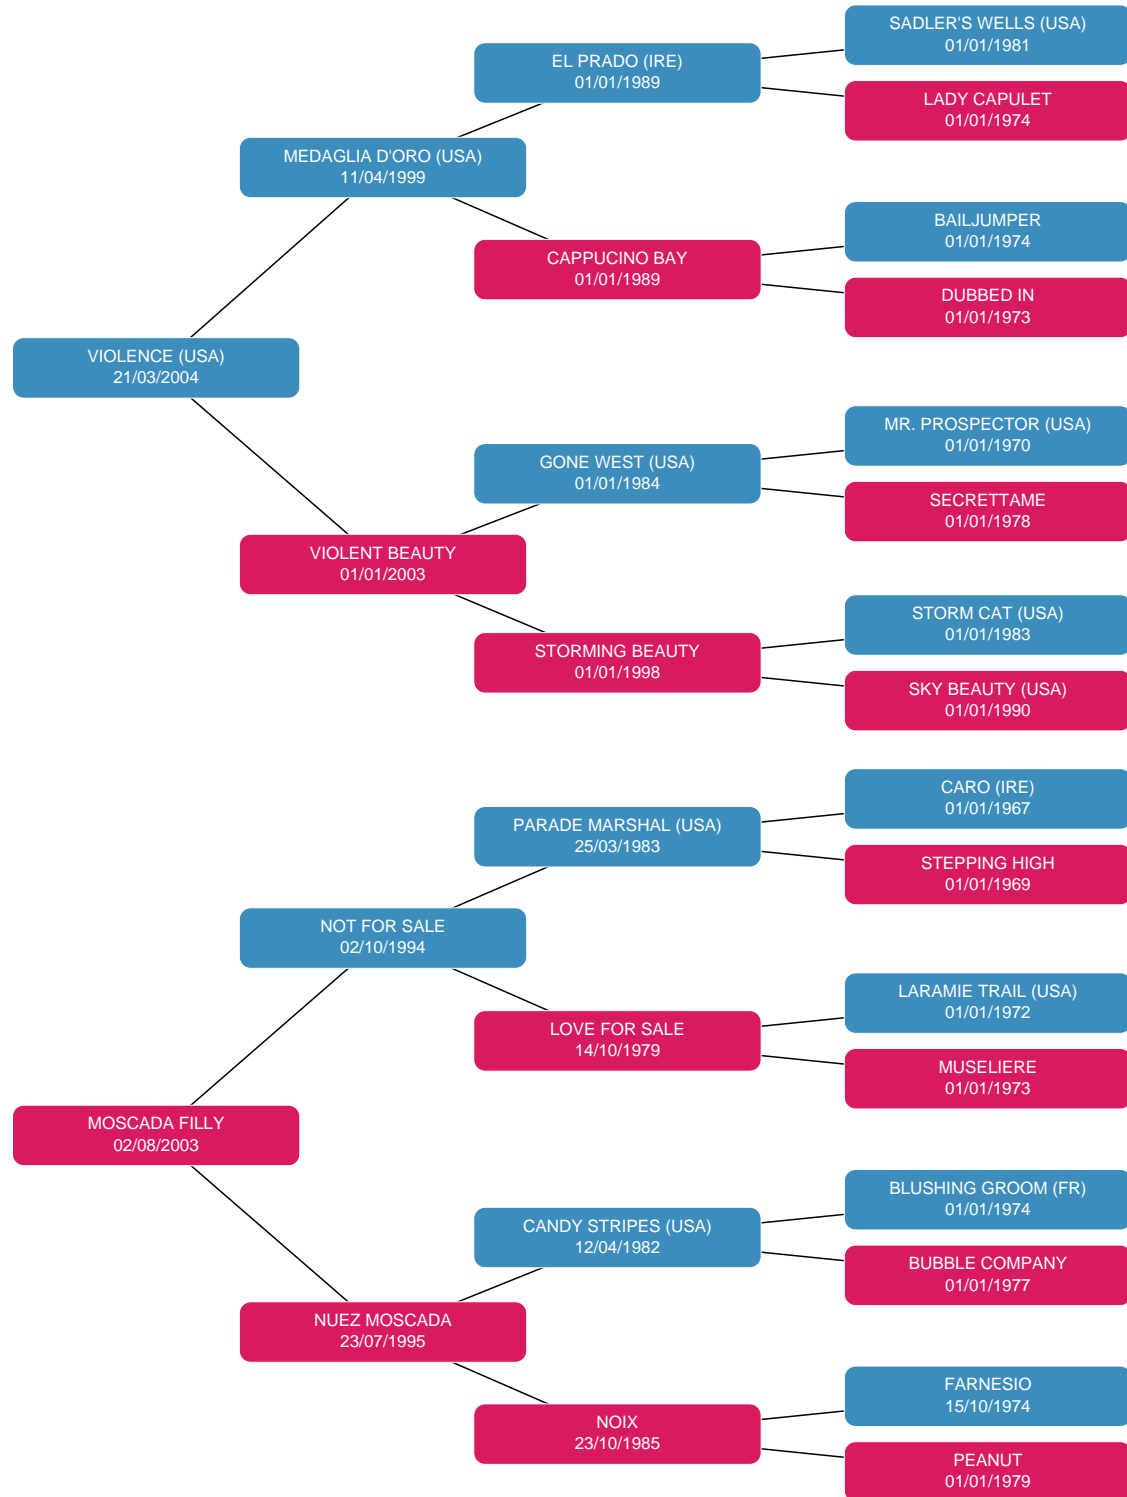 SADLER'S WELLS (USA)
01/01/1981
EL PRADO (IRE)
01/01/1989
LADY CAPULET
01/01/1974
MEDAGLIA D'ORO (USA)
11/04/1999
BAILJUMPER
01/01/1974
CAPPUCINO BAY
01/01/1989
DUBBED IN
01/01/1973
VIOLENCE (USA)
21/03/2004
MR. PROSPECTOR (USA)
01/01/1970
GONE WEST (USA)
01/01/1984
SECRETTAME
01/01/1978
VIOLENT BEAUTY
01/01/2003
STORM CAT (USA)
01/01/1983
STORMING BEAUTY
01/01/1998
SKY BEAUTY (USA)
01/01/1990
CARO (IRE)
01/01/1967
PARADE MARSHAL (USA)
25/03/1983
STEPPING HIGH
01/01/1969
NOT FOR SALE
02/10/1994
LARAMIE TRAIL (USA)
01/01/1972
LOVE FOR SALE
14/10/1979
MUSELIERE
01/01/1973
MOSCADA FILLY
02/08/2003
BLUSHING GROOM (FR)
01/01/1974
CANDY STRIPES (USA)
12/04/1982
BUBBLE COMPANY
01/01/1977
NUEZ MOSCADA
23/07/1995
FARNESIO
15/10/1974
NOIX
23/10/1985
PEANUT
01/01/1979